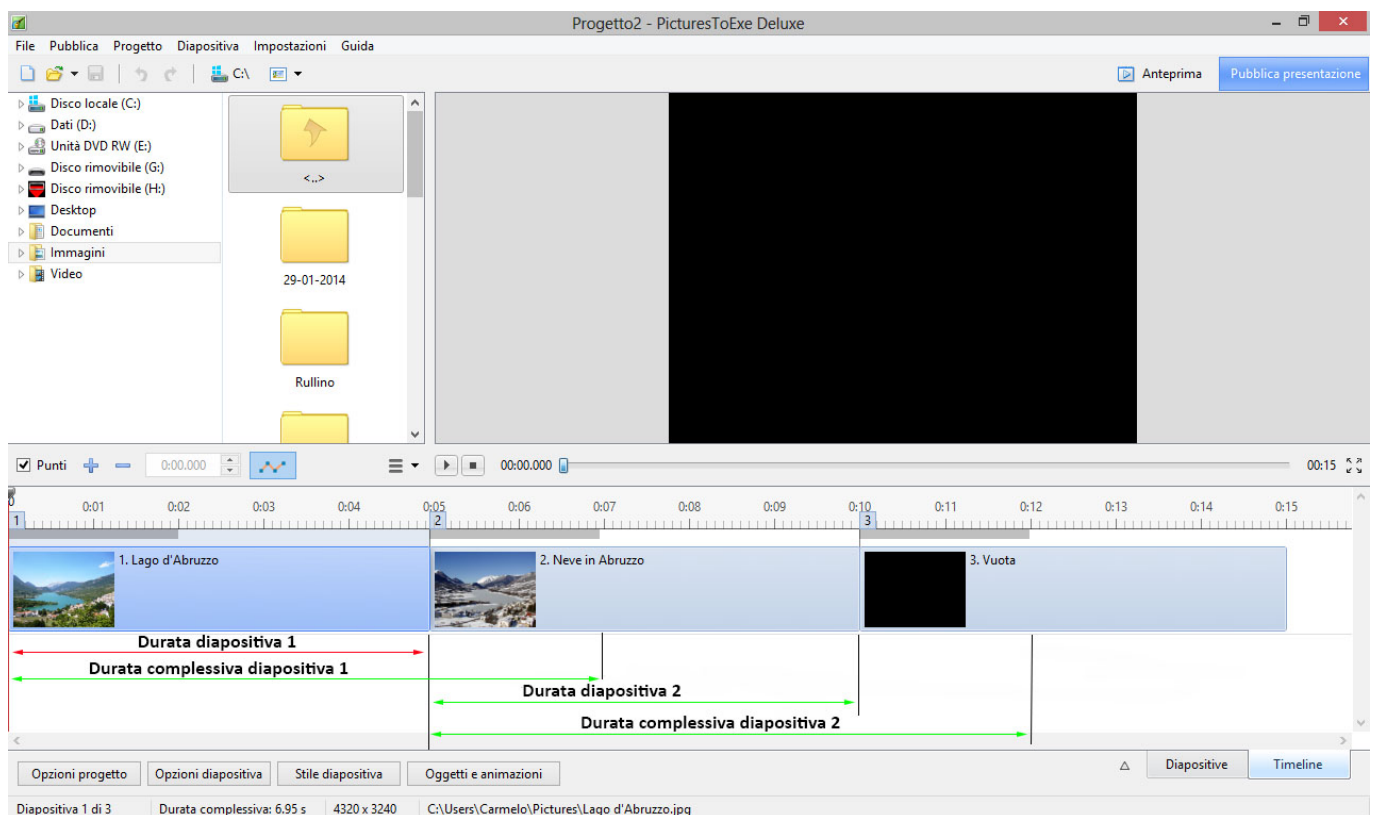 Progetto2 - PicturesToExe Deluxe
File Pubblica Progetto Diapositiva Impostazioni Guida
C:\ Anteprima Pubblica presentazione
Disco locale (C:)
Dati (D:)
Unità DVD RW (E:)
Disco rimovibile (G:)
Disco rimovibile (H:)
Desktop
Documenti
Immagini
Video
<..>
29-01-2014
Rullino
Punti 0:00.000 00:00.000 00:15
0:01 0:02 0:03 0:04 0:05 0:06 0:07 0:08 0:09 0:10 0:11 0:12 0:13 0:14 0:15
1 2 3
1. Lago d'Abruzzo 2. Neve in Abruzzo 3. Vuota
Durata diapositiva 1
Durata complessiva diapositiva 1
Durata diapositiva 2
Durata complessiva diapositiva 2
Opzioni progetto Opzioni diapositiva Stile diapositiva Oggetti e animazioni Diapositive Timeline
Diapositiva 1 di 3 Durata complessiva: 6.95 s 4320 x 3240 C:\Users\Carmelo\Pictures\Lago d'Abruzzo.jpg